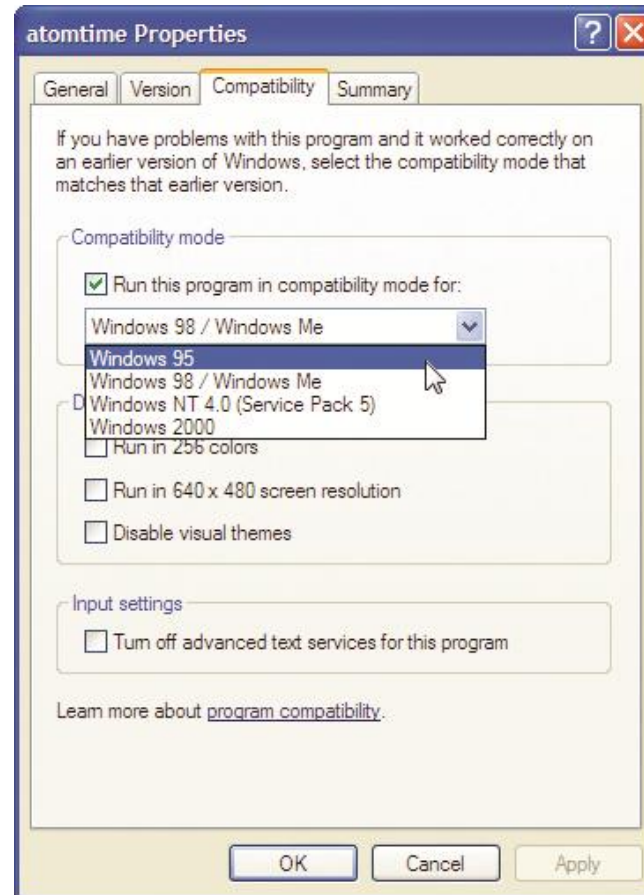 atomtime Properties
General Version Compatibility Summary
If you have problems with this program and it worked correctly on
an earlier version of Windows, select the compatibility mode that
matches that earlier version.
Compatibility mode
Run this program in compatibility mode for:
Windows 98 / Windows Me
Windows 95
Windows 98 / Windows Me
D
Windows NT 4.0 (Service Pack 5)
Windows 2000
Run in 256 colors
Run in 640 x 480 screen resolution
Disable visual themes
Input settings
Turn off advanced text services for this program
Learn more about program compatibility.
OK Cancel Apply